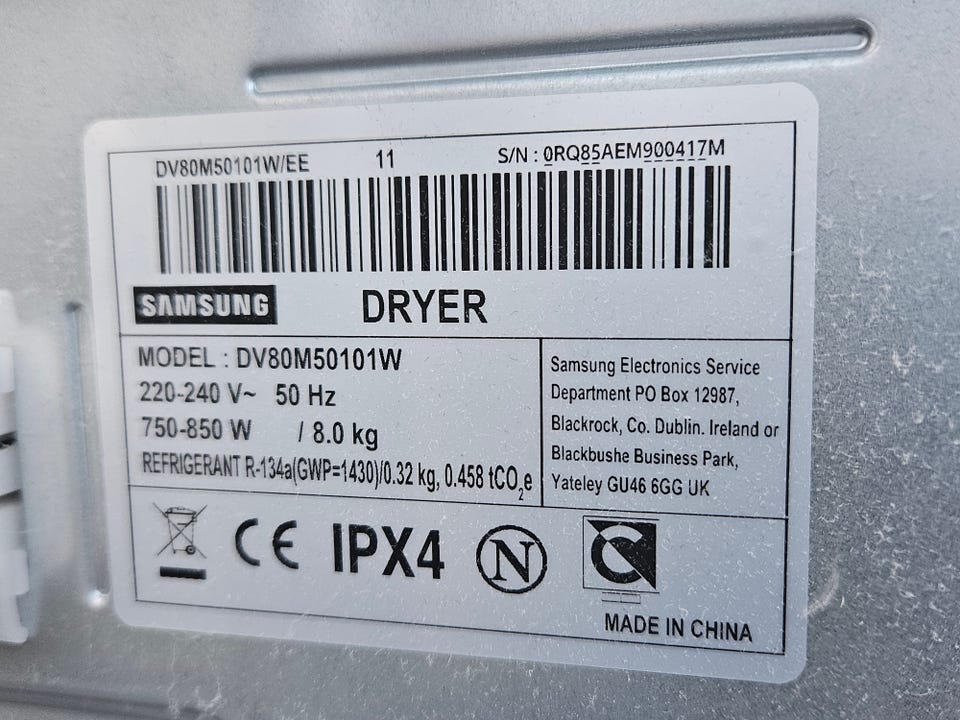 DV80M50101W/EE 11 S/N : 0RQ85AEM900417M
SAMSUNG DRYER
MODEL : DV80M50101W
220-240 V~ 50 Hz
750-850 W / 8.0 kg
REFRIGERANT R-134a(GWP=1430)/0.32 kg, 0.458 tCO₂e
Samsung Electronics Service
Department PO Box 12987,
Blackrock, Co. Dublin. Ireland or
Blackbushe Business Park,
Yateley GU46 6GG UK
CE IPX4 N
MADE IN CHINA